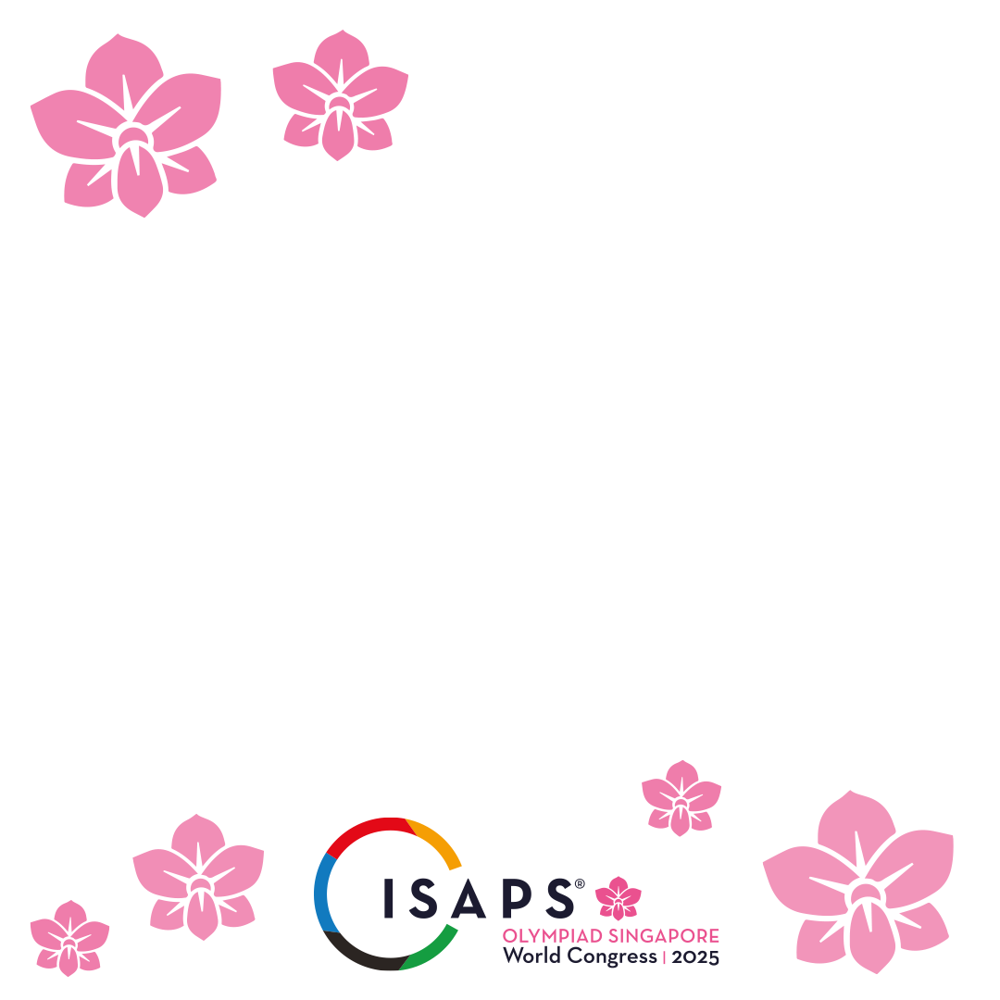 ISAPS®
OLYMPIAD SINGAPORE
World Congress | 2025